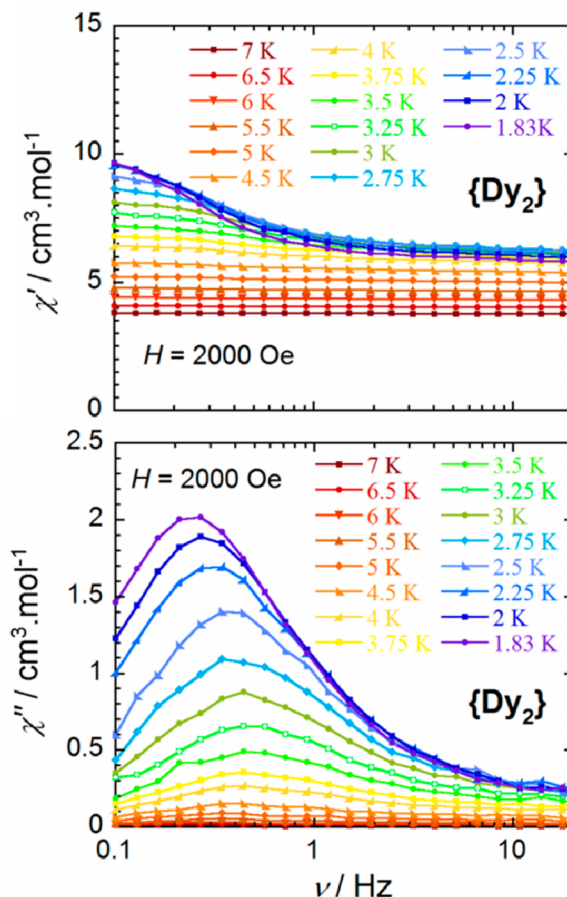 15
10
5
0
χ′ / cm³.mol⁻¹
7 K 4 K 2.5 K
6.5 K 3.75 K 2.25 K
6 K 3.5 K 2 K
5.5 K 3.25 K 1.83K
5 K 3 K
4.5 K 2.75 K
{Dy₂}
H = 2000 Oe
2.5
2
1.5
1
0.5
0
χ″ / cm³.mol⁻¹
H = 2000 Oe
7 K 3.5 K
6.5 K 3.25 K
6 K 3 K
5.5 K 2.75 K
5 K 2.5 K
4.5 K 2.25 K
4 K 2 K
3.75 K 1.83 K
{Dy₂}
0.1 1 10
ν / Hz